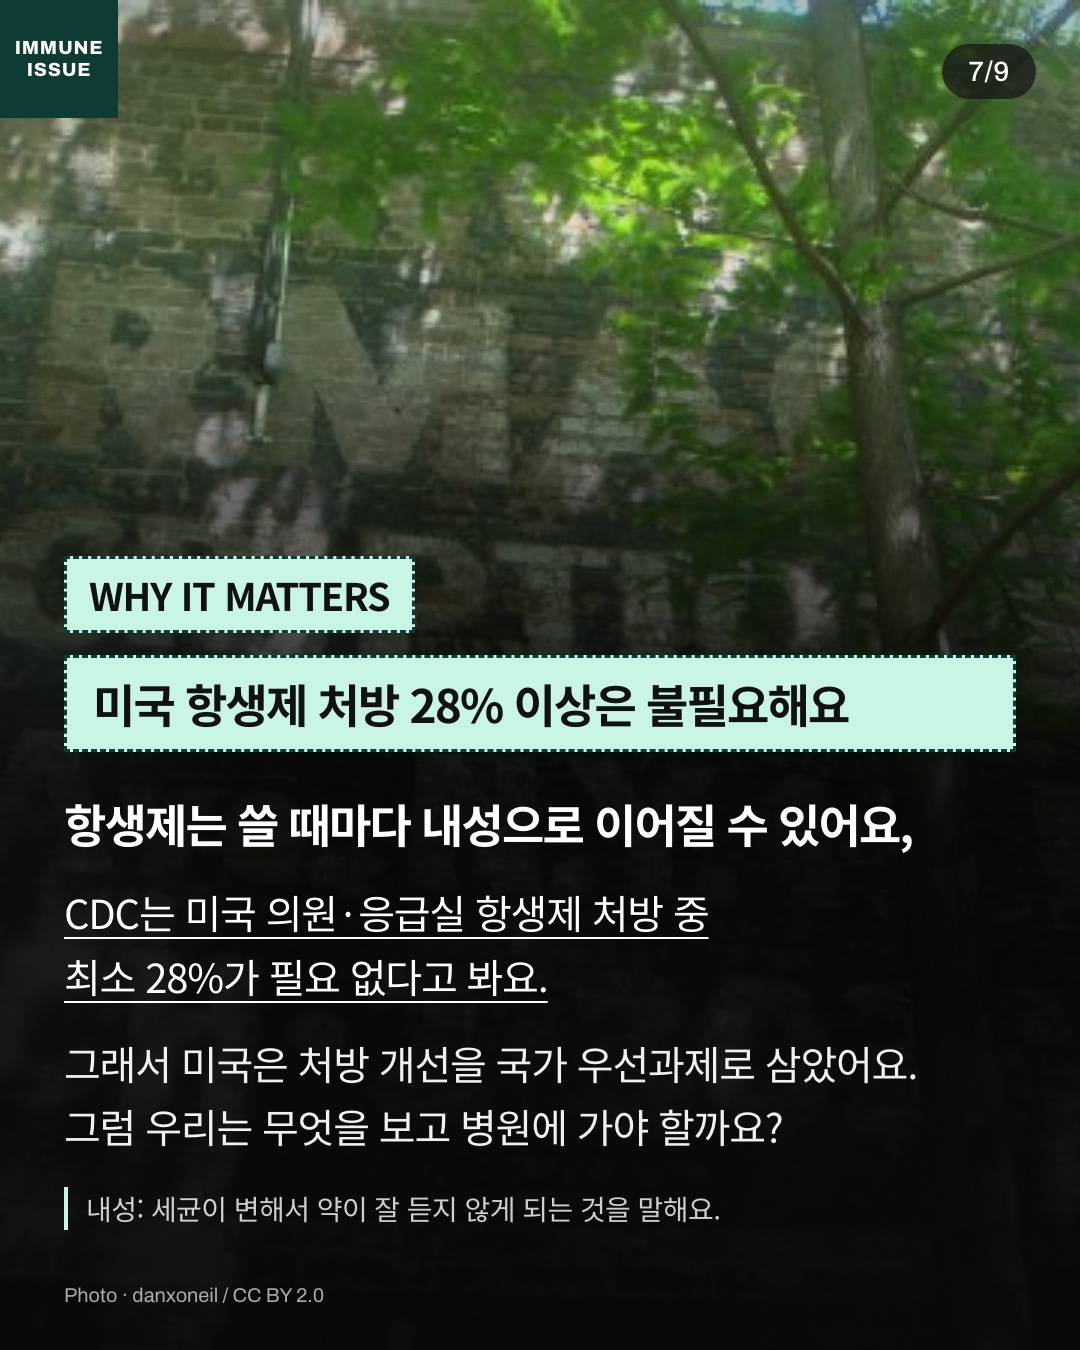 IMMUNE
ISSUE
7/9
WHY IT MATTERS
미국 항생제 처방 28% 이상은 불필요해요
항생제는 쓸 때마다 내성으로 이어질 수 있어요,
CDC는 미국 의원·응급실 항생제 처방 중
최소 28%가 필요 없다고 봐요.
그래서 미국은 처방 개선을 국가 우선과제로 삼았어요.
그럼 우리는 무엇을 보고 병원에 가야 할까요?
내성: 세균이 변해서 약이 잘 듣지 않게 되는 것을 말해요.
Photo · danxoneil / CC BY 2.0